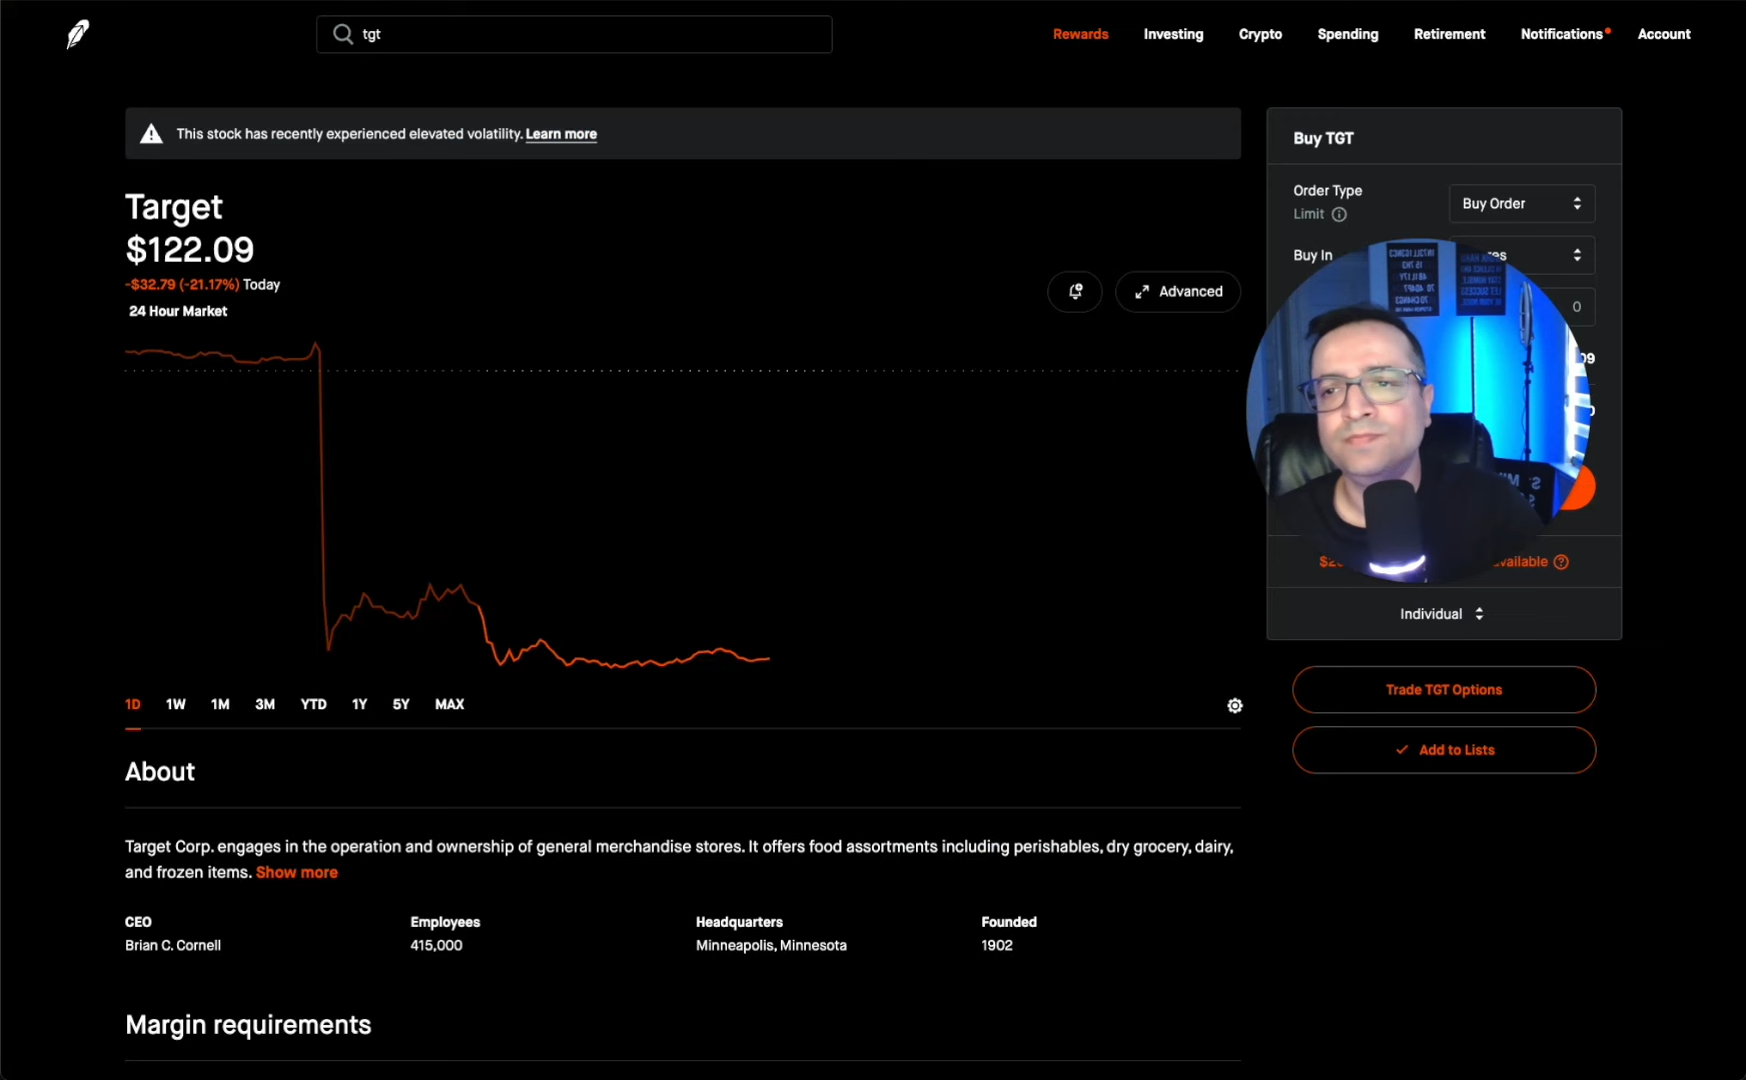 tgt
Rewards
Investing
Crypto
Spending
Retirement
Notifications
Account
This stock has recently experienced elevated volatility. Learn more
Target
$122.09
-$32.79 (-21.17%) Today
24 Hour Market
Advanced
1D
1W
1M
3M
YTD
1Y
5Y
MAX
About
Target Corp. engages in the operation and ownership of general merchandise stores. It offers food assortments including perishables, dry grocery, dairy,
and frozen items. Show more
CEO
Brian C. Cornell
Employees
415,000
Headquarters
Minneapolis, Minnesota
Founded
1902
Margin requirements
Buy TGT
Order Type
Limit
Buy Order
Buy In
0
Individual
Trade TGT Options
Add to Lists